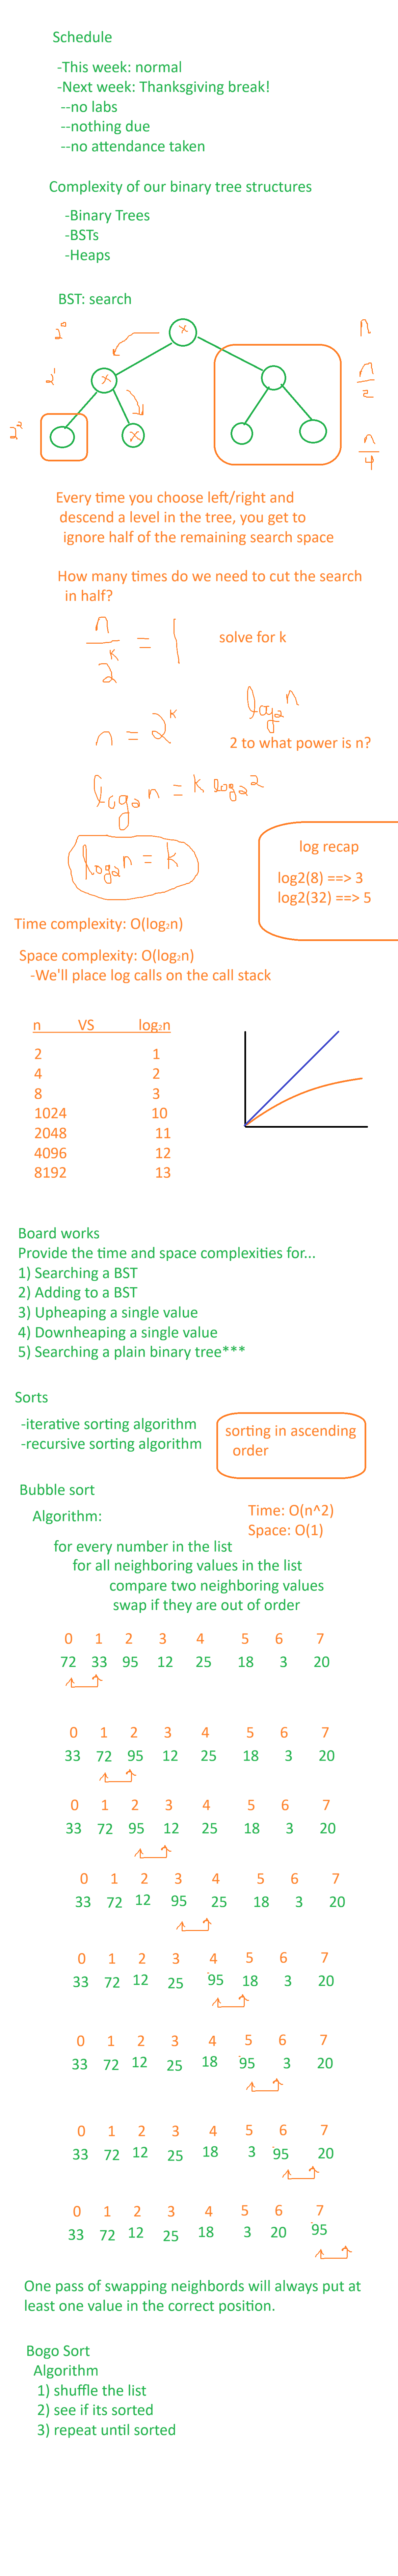 Schedule
-This week: normal
-Next week: Thanksgiving break!
--no labs
--nothing due
--no attendance taken
Complexity of our binary tree structures
-Binary Trees
-BSTs
-Heaps
BST: search
2^0 x n
2^1 x n/2
2^2 x n/4
Every time you choose left/right and
descend a level in the tree, you get to
ignore half of the remaining search space
How many times do we need to cut the search
in half?
n/2^k = 1 solve for k
log₂n
n = 2^k
2 to what power is n?
log₂n = k log₂2
log₂n = k
log recap
log2(8) ==> 3
log2(32) ==> 5
Time complexity: O(log₂n)
Space complexity: O(log₂n)
-We'll place log calls on the call stack
n VS log₂n
2 1
4 2
8 3
1024 10
2048 11
4096 12
8192 13
Board works
Provide the time and space complexities for...
1) Searching a BST
2) Adding to a BST
3) Upheaping a single value
4) Downheaping a single value
5) Searching a plain binary tree***
Sorts
-iterative sorting algorithm
-recursive sorting algorithm
sorting in ascending
order
Bubble sort
Time: O(n^2)
Space: O(1)
Algorithm:
for every number in the list
for all neighboring values in the list
compare two neighboring values
swap if they are out of order
0 1 2 3 4 5 6 7
72 33 95 12 25 18 3 20
0 1 2 3 4 5 6 7
33 72 95 12 25 18 3 20
0 1 2 3 4 5 6 7
33 72 95 12 25 18 3 20
0 1 2 3 4 5 6 7
33 72 12 95 25 18 3 20
0 1 2 3 4 5 6 7
33 72 12 25 95 18 3 20
0 1 2 3 4 5 6 7
33 72 12 25 18 95 3 20
0 1 2 3 4 5 6 7
33 72 12 25 18 3 95 20
0 1 2 3 4 5 6 7
33 72 12 25 18 3 20 95
One pass of swapping neighbords will always put at
least one value in the correct position.
Bogo Sort
Algorithm
1) shuffle the list
2) see if its sorted
3) repeat until sorted